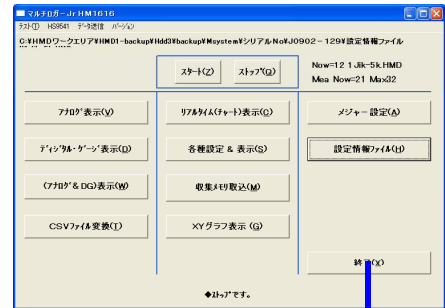 マルチロガーJr HM1616
テスト(T) HS9541 データ送信 バージョン
C:¥HMDワークエリア¥HMD1-backup¥Hdd3¥backup¥Msystem¥シリアルNo¥J0902-129¥設定情報ファイル
スタート(Z) ストップ(Q)
Now=12 1 Jik-5k.HMD
Mea Now=21 Max32
アナログ表示(V) リアルタイム(チャート)表示(C) メジャー設定(A)
ディジタル・ゲージ表示(D) 各種設定 & 表示(S) 設定情報ファイル(H)
(アナログ&DG)表示(W) 収集メモリ取込(M)
CSVファイル変換(T) XYグラフ表示 (G)
終了(X)
◆ストップです。